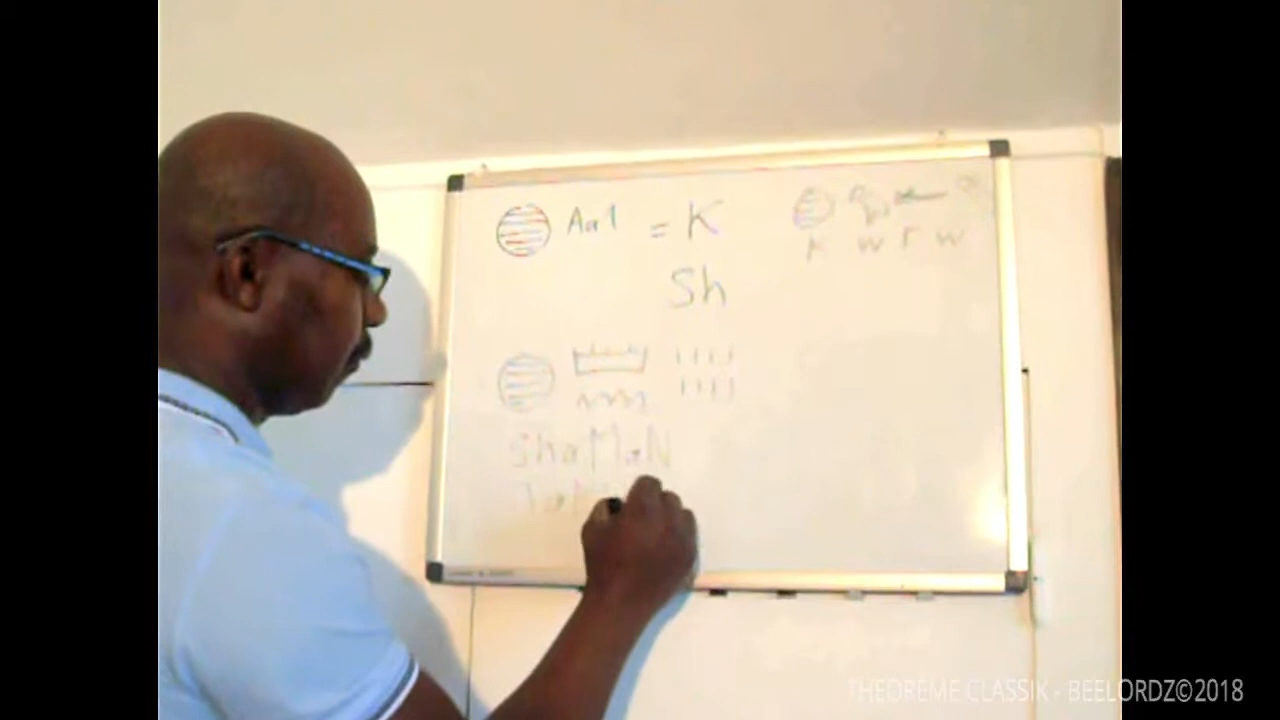 Aa1 = K
K W r W
Sh
ShaMaN
THEOREME CLASSIK - BEELORDZ©2018